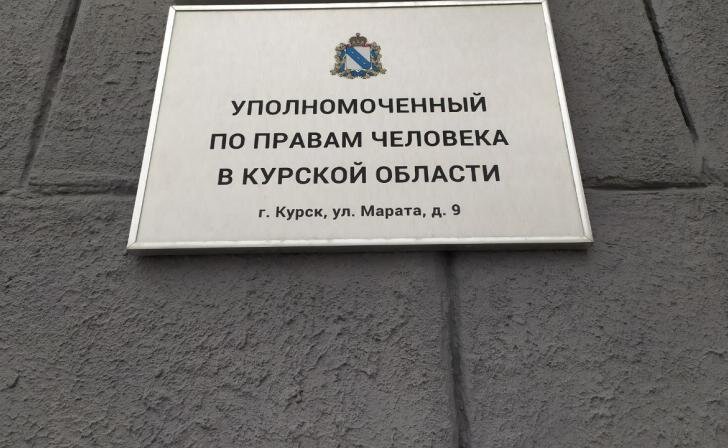 УПОЛНОМОЧЕННЫЙ
ПО ПРАВАМ ЧЕЛОВЕКА
В КУРСКОЙ ОБЛАСТИ
г. Курск, ул. Марата, д. 9